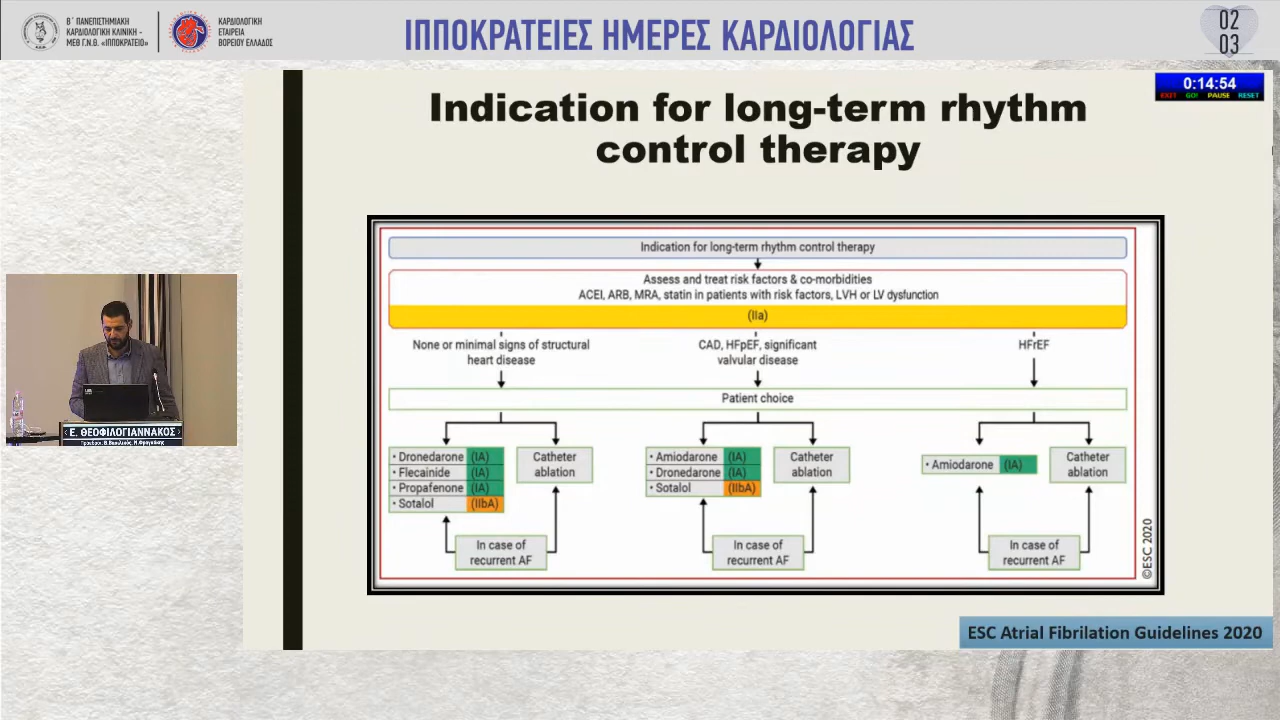 Β΄ ΠΑΝΕΠΙΣΤΗΜΙΑΚΗ
ΚΑΡΔΙΟΛΟΓΙΚΗ ΚΛΙΝΙΚΗ -
ΜΕΘ Γ.Ν.Θ. «ΙΠΠΟΚΡΑΤΕΙΟ»
ΚΑΡΔΙΟΛΟΓΙΚΗ
ΕΤΑΙΡΕΙΑ
ΒΟΡΕΙΟΥ ΕΛΛΑΔΟΣ
ΙΠΠΟΚΡΑΤΕΙΕΣ ΗΜΕΡΕΣ ΚΑΡΔΙΟΛΟΓΙΑΣ
02
03
0:14:54
EXIT GO! PAUSE RESET
Indication for long-term rhythm
control therapy
Indication for long-term rhythm control therapy
Assess and treat risk factors & co-morbidities
ACEI, ARB, MRA, statin in patients with risk factors, LVH or LV dysfunction
(IIa)
None or minimal signs of structural
heart disease
CAD, HFpEF, significant
valvular disease
HFrEF
Patient choice
• Dronedarone (IA)
• Flecainide (IA)
• Propafenone (IA)
• Sotalol (IIbA)
Catheter
ablation
• Amiodarone (IA)
• Dronedarone (IA)
• Sotalol (IIbA)
Catheter
ablation
• Amiodarone (IA)
Catheter
ablation
In case of
recurrent AF
In case of
recurrent AF
In case of
recurrent AF
©ESC 2020
ESC Atrial Fibrilation Guidelines 2020
Ε. ΘΕΟΦΙΛΟΓΙΑΝΝΑΚΟΣ